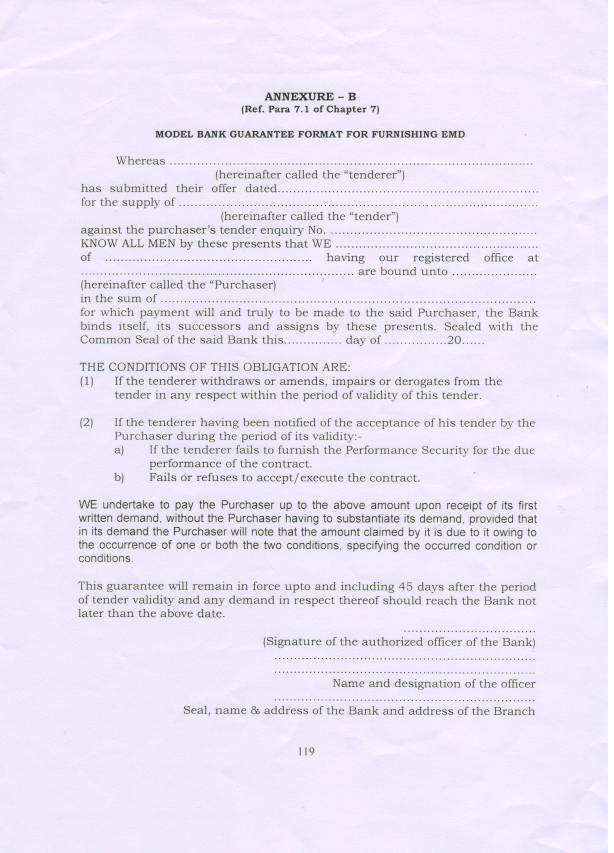 ANNEXURE – B
(Ref. Para 7.1 of Chapter 7)
MODEL BANK GUARANTEE FORMAT FOR FURNISHING EMD
Whereas ……………………………………………………………………………
(hereinafter called the “tenderer”)
has submitted their offer dated……………………………………………………
for the supply of …………………………………………………………………………
(hereinafter called the “tender”)
against the purchaser’s tender enquiry No. …………………………………………
KNOW ALL MEN by these presents that WE …………………………………………
of ………………………………………… having our registered office at
………………………………………………………… are bound unto …………………
(hereinafter called the “Purchaser)
in the sum of ………………………………………………………………………………
for which payment will and truly to be made to the said Purchaser, the Bank
binds itself, its successors and assigns by these presents. Sealed with the
Common Seal of the said Bank this…………… day of ……………20……
THE CONDITIONS OF THIS OBLIGATION ARE:
(1) If the tenderer withdraws or amends, impairs or derogates from the
tender in any respect within the period of validity of this tender.
(2) If the tenderer having been notified of the acceptance of his tender by the
Purchaser during the period of its validity:-
a) If the tenderer fails to furnish the Performance Security for the due
performance of the contract.
b) Fails or refuses to accept/execute the contract.
WE undertake to pay the Purchaser up to the above amount upon receipt of its first
written demand, without the Purchaser having to substantiate its demand, provided that
in its demand the Purchaser will note that the amount claimed by it is due to it owing to
the occurrence of one or both the two conditions, specifying the occurred condition or
conditions.
This guarantee will remain in force upto and including 45 days after the period
of tender validity and any demand in respect thereof should reach the Bank not
later than the above date.
……………………………
(Signature of the authorized officer of the Bank)
…………………………………………………………
…………………………………………………………
Name and designation of the officer
…………………………………………………………
Seal, name & address of the Bank and address of the Branch
119